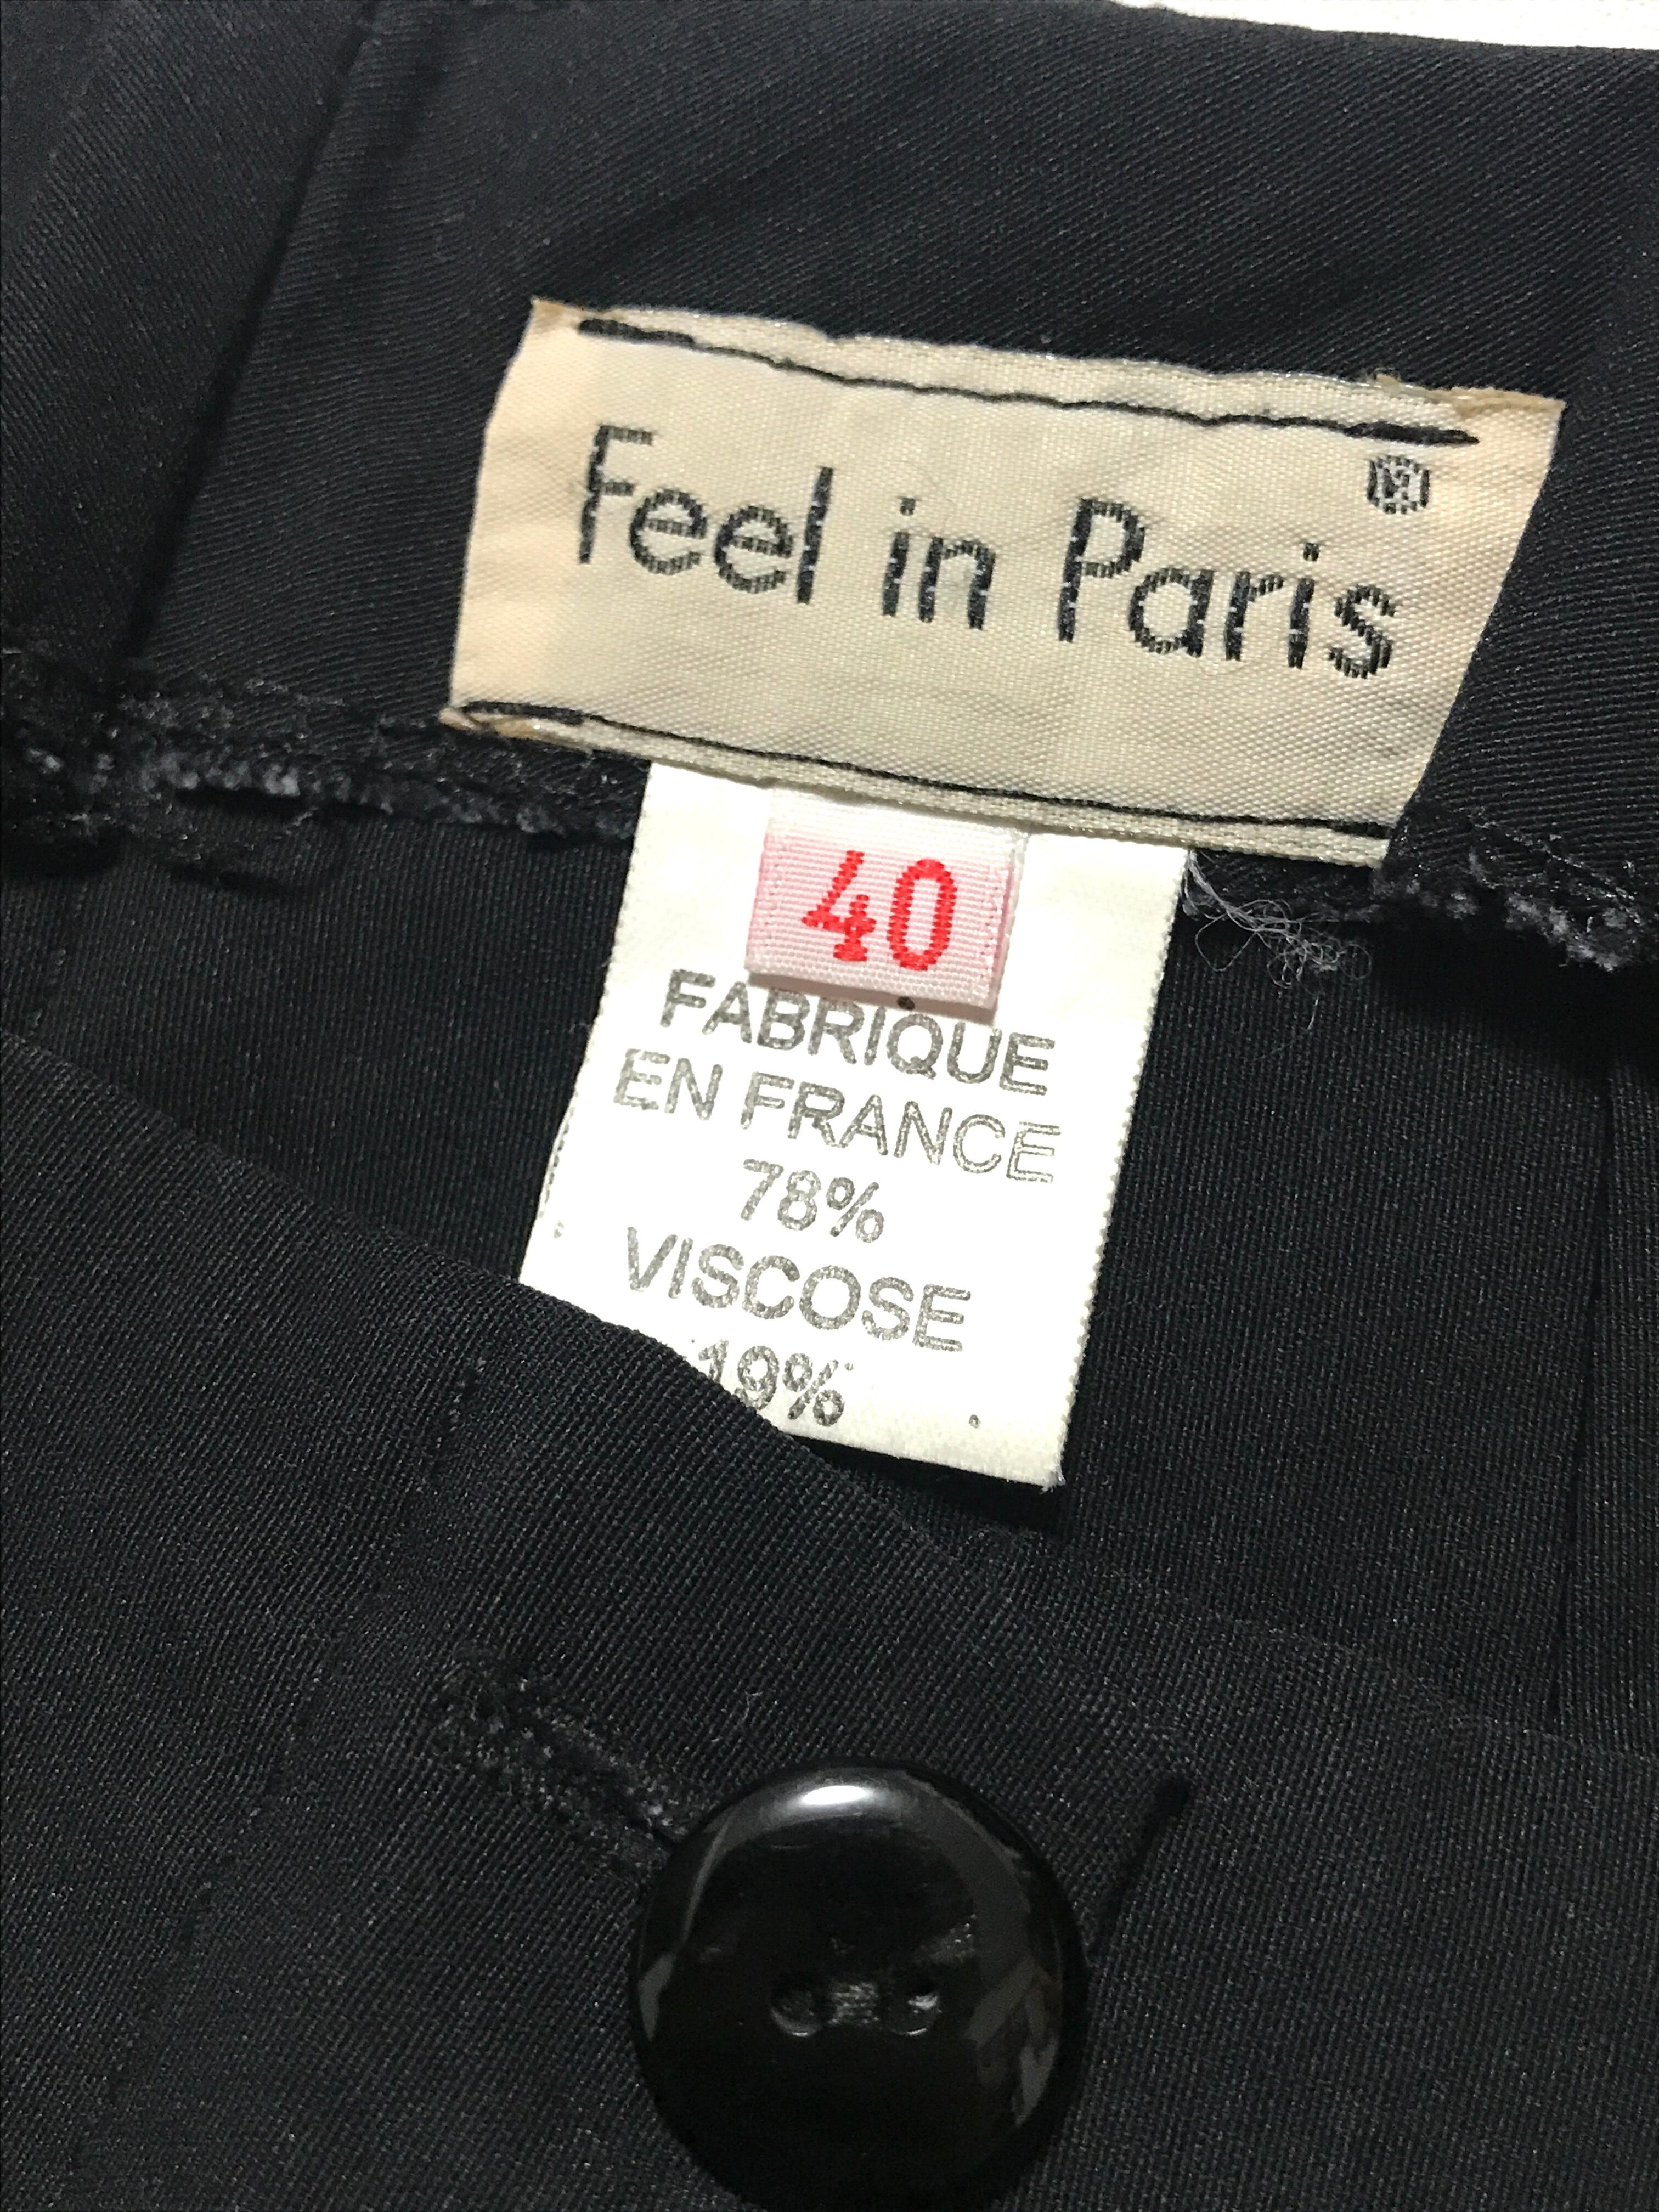 Feel in Paris
40
FABRIQUE
EN FRANCE
78%
VISCOSE
19%